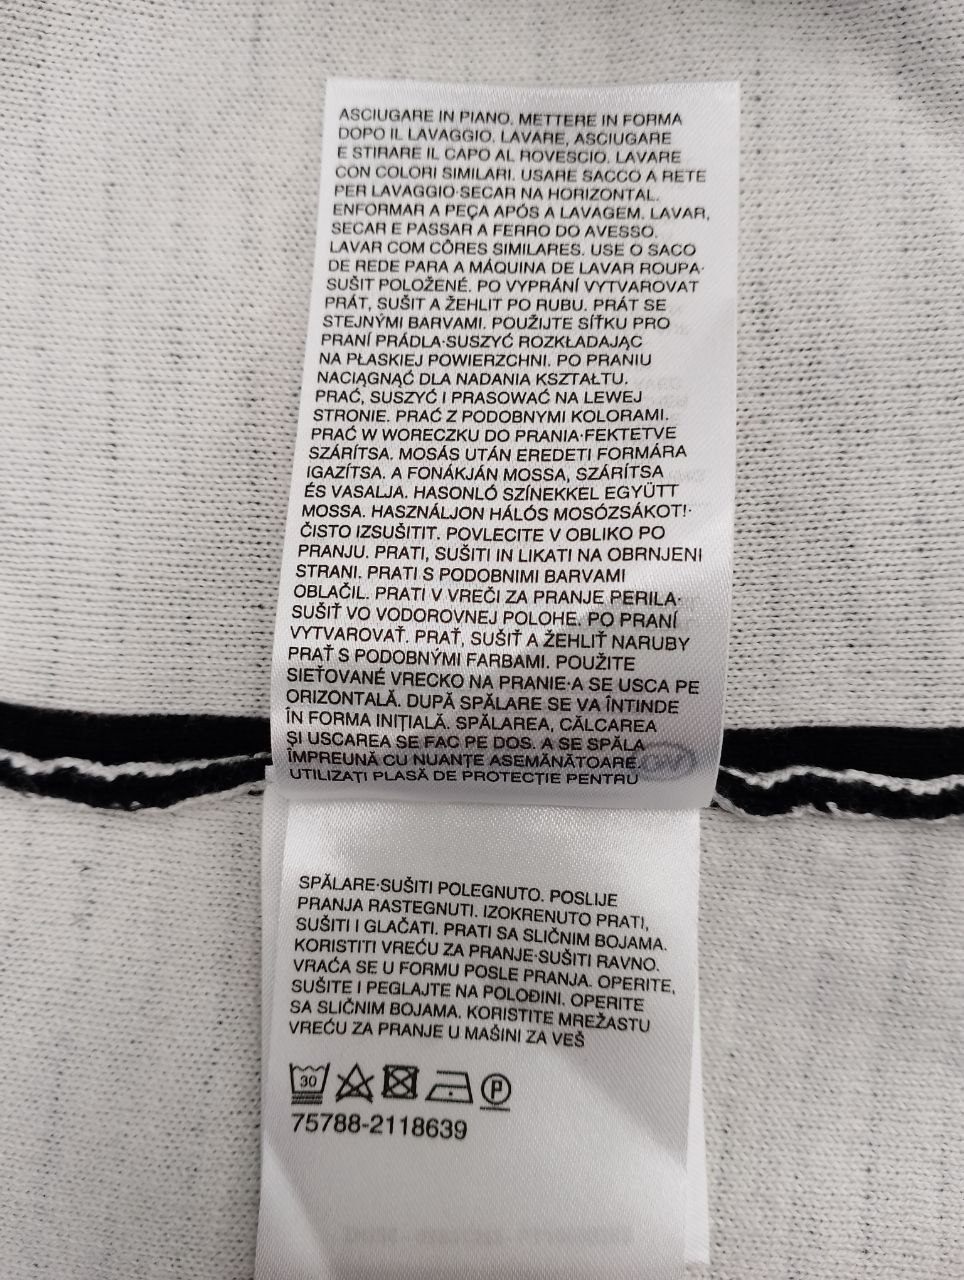 ASCIUGARE IN PIANO. METTERE IN FORMA
DOPO IL LAVAGGIO. LAVARE, ASCIUGARE
E STIRARE IL CAPO AL ROVESCIO. LAVARE
CON COLORI SIMILARI. USARE SACCO A RETE
PER LAVAGGIO·SECAR NA HORIZONTAL.
ENFORMAR A PEÇA APÓS A LAVAGEM. LAVAR,
SECAR E PASSAR A FERRO DO AVESSO.
LAVAR COM CÔRES SIMILARES. USE O SACO
DE REDE PARA A MÁQUINA DE LAVAR ROUPA·
SUŠIT POLOŽENÉ. PO VYPRÁNÍ VYTVAROVAT
PRÁT, SUŠIT A ŽEHLIT PO RUBU. PRÁT SE
STEJNÝMI BARVAMI. POUŽIJTE SÍŤKU PRO
PRANÍ PRÁDLA·SUSZYĆ ROZKŁADAJĄC
NA PŁASKIEJ POWIERZCHNI. PO PRANIU
NACIĄGNĄĆ DLA NADANIA KSZTAŁTU.
PRAĆ, SUSZYĆ I PRASOWAĆ NA LEWEJ
STRONIE. PRAĆ Z PODOBNYMI KOLORAMI.
PRAĆ W WORECZKU DO PRANIA·FEKTETVE
SZÁRÍTSA. MOSÁS UTÁN EREDETI FORMÁRA
IGAZÍTSA. A FONÁKJÁN MOSSA, SZÁRÍTSA
ÉS VASALJA. HASONLÓ SZÍNEKKEL EGYÜTT
MOSSA. HASZNÁLJON HÁLÓS MOSÓZSÁKOT!·
ČISTO IZSUŠITIT. POVLECITE V OBLIKO PO
PRANJU. PRATI, SUŠITI IN LIKATI NA OBRNJENI
STRANI. PRATI S PODOBNIMI BARVAMI
OBLAČIL. PRATI V VREČI ZA PRANJE PERILA·
SUŠIŤ VO VODOROVNEJ POLOHE. PO PRANÍ
VYTVAROVAŤ. PRAŤ, SUŠIŤ A ŽEHLIŤ NARUBY
PRAŤ S PODOBNÝMI FARBAMI. POUŽITE
SIEŤOVANÉ VRECKO NA PRANIE·A SE USCA PE
ORIZONTALĂ. DUPĂ SPĂLARE SE VA ÎNTINDE
ÎN FORMA INIȚIALĂ. SPĂLAREA, CĂLCAREA
ȘI USCAREA SE FAC PE DOS. A SE SPĂLA
ÎMPREUNĂ CU NUANȚE ASEMĂNĂTOARE.
UTILIZAȚI PLASĂ DE PROTECȚIE PENTRU
SPĂLARE·SUŠITI POLEGNUTO. POSLIJE
PRANJA RASTEGNUTI. IZOKRENUTO PRATI,
SUŠITI I GLAČATI. PRATI SA SLIČNIM BOJAMA.
KORISTITI VREĆU ZA PRANJE·SUŠITI RAVNO.
VRAĆA SE U FORMU POSLE PRANJA. OPERITE,
SUŠITE I PEGLAJTE NA POLOĐINI. OPERITE
SA SLIČNIM BOJAMA. KORISTITE MREŽASTU
VREĆU ZA PRANJE U MAŠINI ZA VEŠ
30 P
75788-2118639